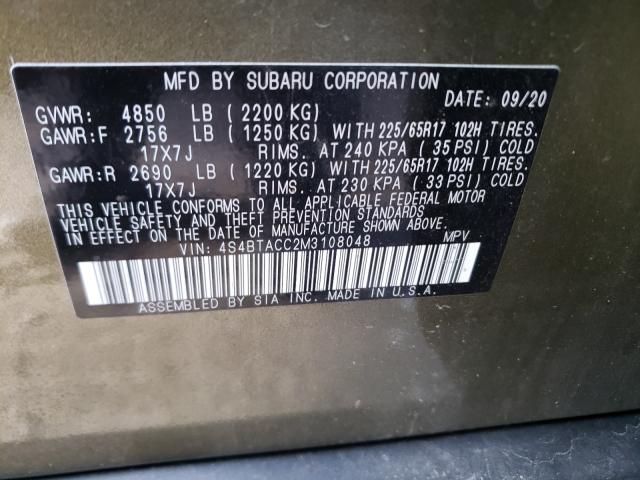 MFD BY SUBARU CORPORATION
DATE: 09/20
GVWR: 4850 LB (2200 KG)
GAWR:F 2756 LB (1250 KG) WITH 225/65R17 102H TIRES.
17X7J RIMS. AT 240 KPA (35 PSI) COLD
GAWR:R 2690 LB (1220 KG) WITH 225/65R17 102H TIRES.
17X7J RIMS. AT 230 KPA (33 PSI) COLD
THIS VEHICLE CONFORMS TO ALL APPLICABLE FEDERAL MOTOR
VEHICLE SAFETY, BUMPER, AND THEFT PREVENTION STANDARDS
IN EFFECT ON THE DATE OF MANUFACTURE SHOWN ABOVE.
VIN: 4S4BTACC2M3108048 MPV
ASSEMBLED BY SIA INC. MADE IN U.S.A.